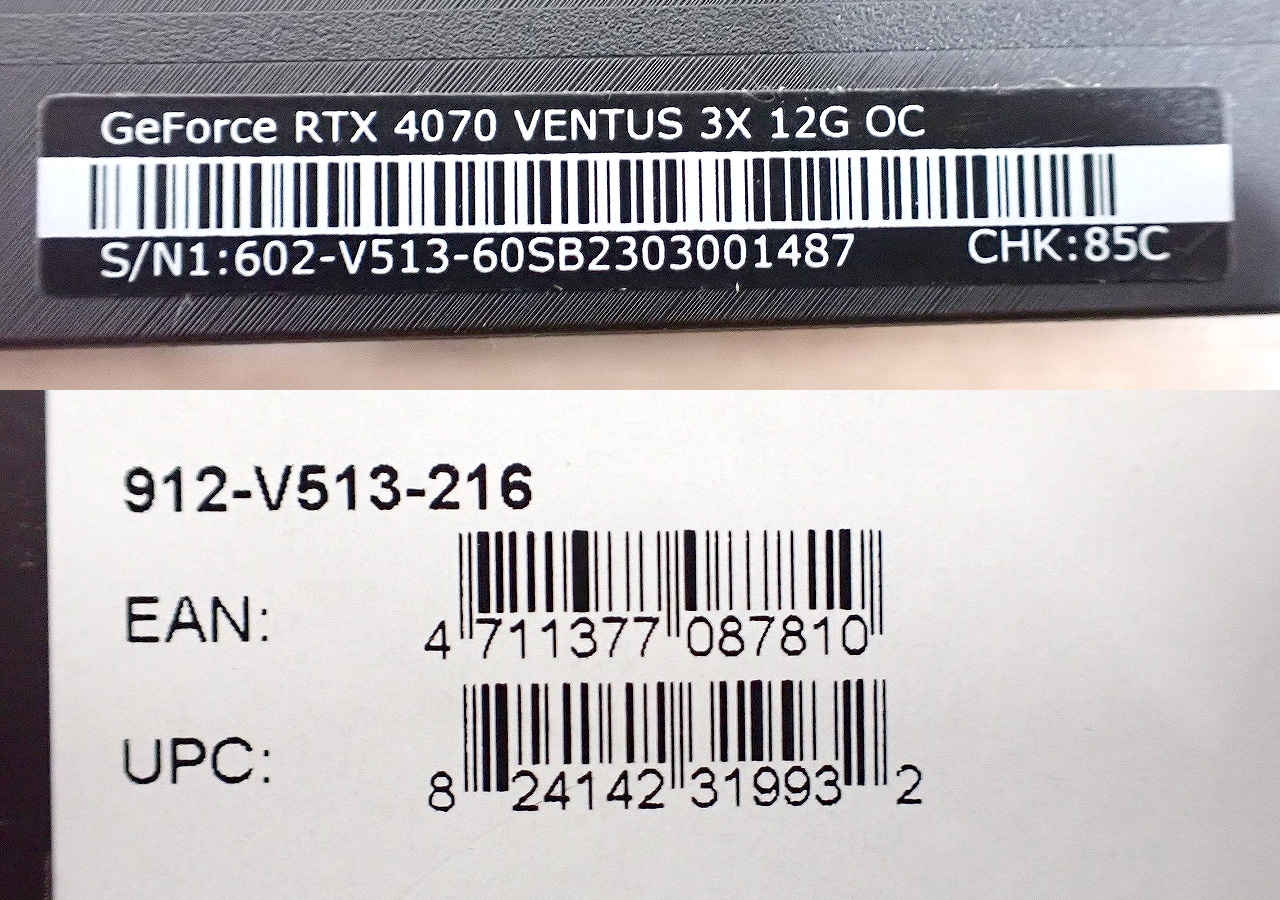 GeForce RTX 4070 VENTUS 3X 12G OC
S/N1:602-V513-60SB2303001487 CHK:85C
912-V513-216
EAN:
4 711377 087810
UPC:
8 24142 31993 2